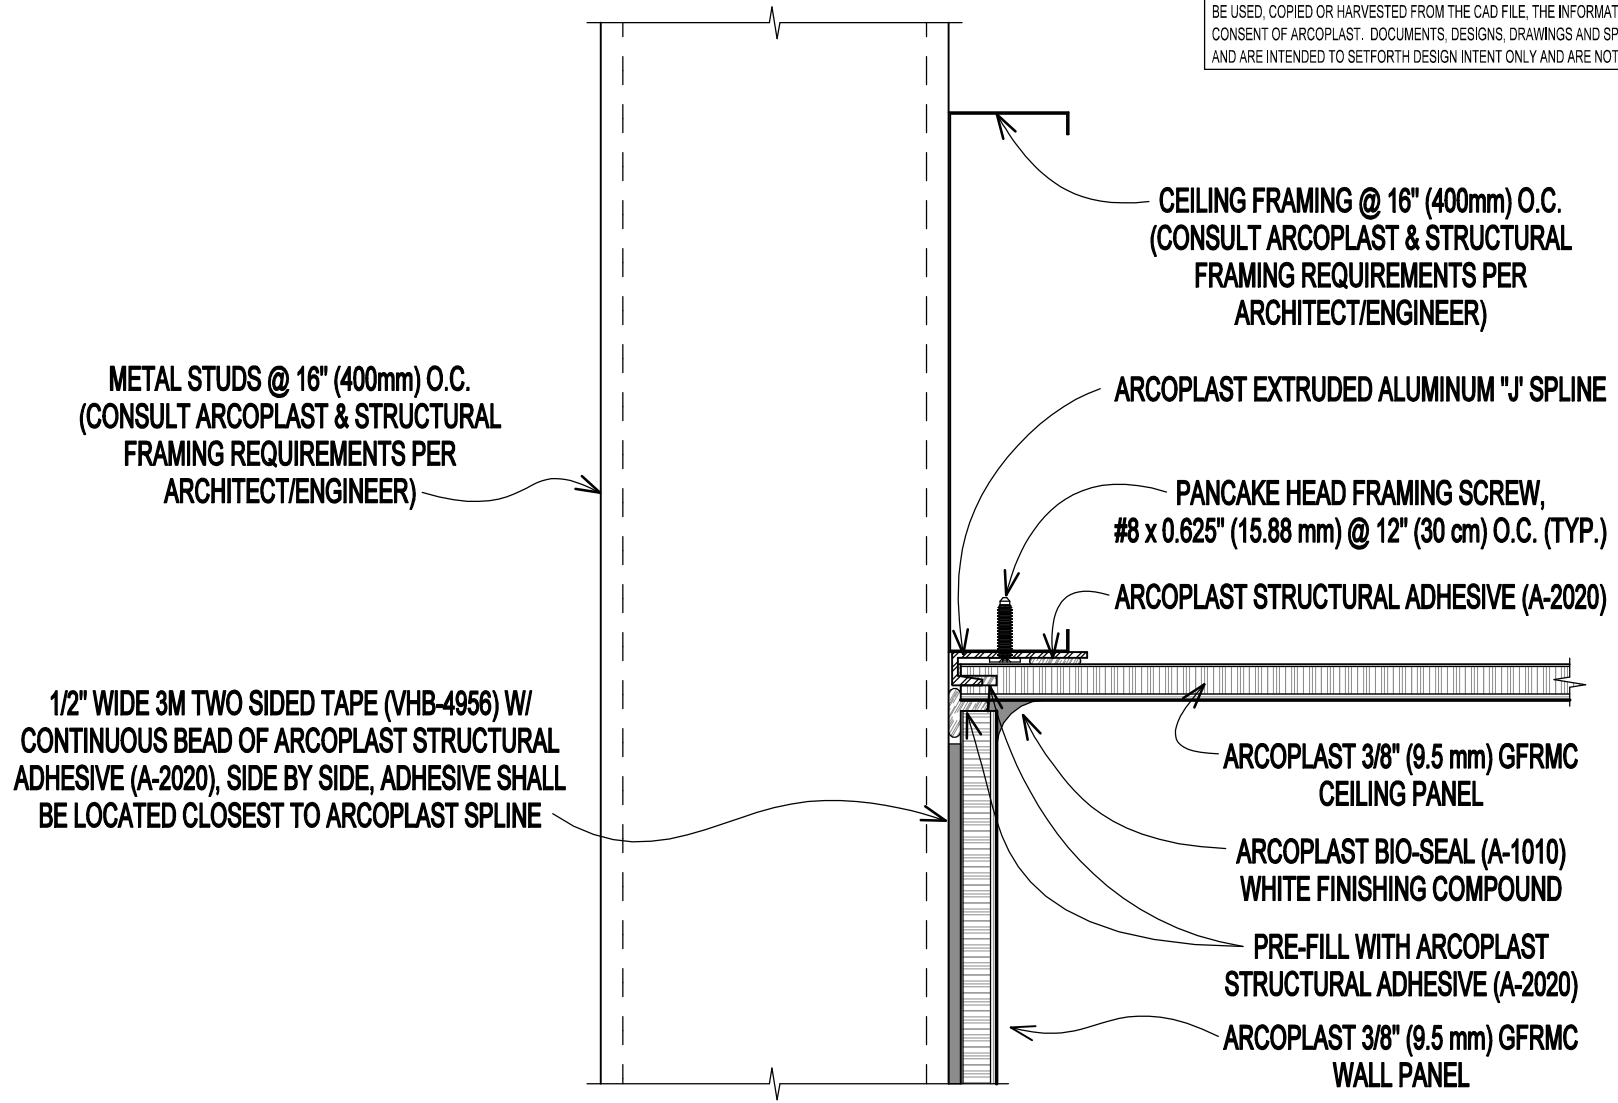 BE USED, COPIED OR HARVESTED FROM THE CAD FILE, THE INFORMAT
CONSENT OF ARCOPLAST. DOCUMENTS, DESIGNS, DRAWINGS AND SP
AND ARE INTENDED TO SETFORTH DESIGN INTENT ONLY AND ARE NOT
CEILING FRAMING @ 16" (400mm) O.C.
(CONSULT ARCOPLAST & STRUCTURAL
FRAMING REQUIREMENTS PER
ARCHITECT/ENGINEER)
METAL STUDS @ 16" (400mm) O.C.
(CONSULT ARCOPLAST & STRUCTURAL
FRAMING REQUIREMENTS PER
ARCHITECT/ENGINEER)
ARCOPLAST EXTRUDED ALUMINUM "J' SPLINE
PANCAKE HEAD FRAMING SCREW,
#8 x 0.625" (15.88 mm) @ 12" (30 cm) O.C. (TYP.)
ARCOPLAST STRUCTURAL ADHESIVE (A-2020)
1/2" WIDE 3M TWO SIDED TAPE (VHB-4956) W/
CONTINUOUS BEAD OF ARCOPLAST STRUCTURAL
ADHESIVE (A-2020), SIDE BY SIDE, ADHESIVE SHALL
BE LOCATED CLOSEST TO ARCOPLAST SPLINE
ARCOPLAST 3/8" (9.5 mm) GFRMC
CEILING PANEL
ARCOPLAST BIO-SEAL (A-1010)
WHITE FINISHING COMPOUND
PRE-FILL WITH ARCOPLAST
STRUCTURAL ADHESIVE (A-2020)
ARCOPLAST 3/8" (9.5 mm) GFRMC
WALL PANEL